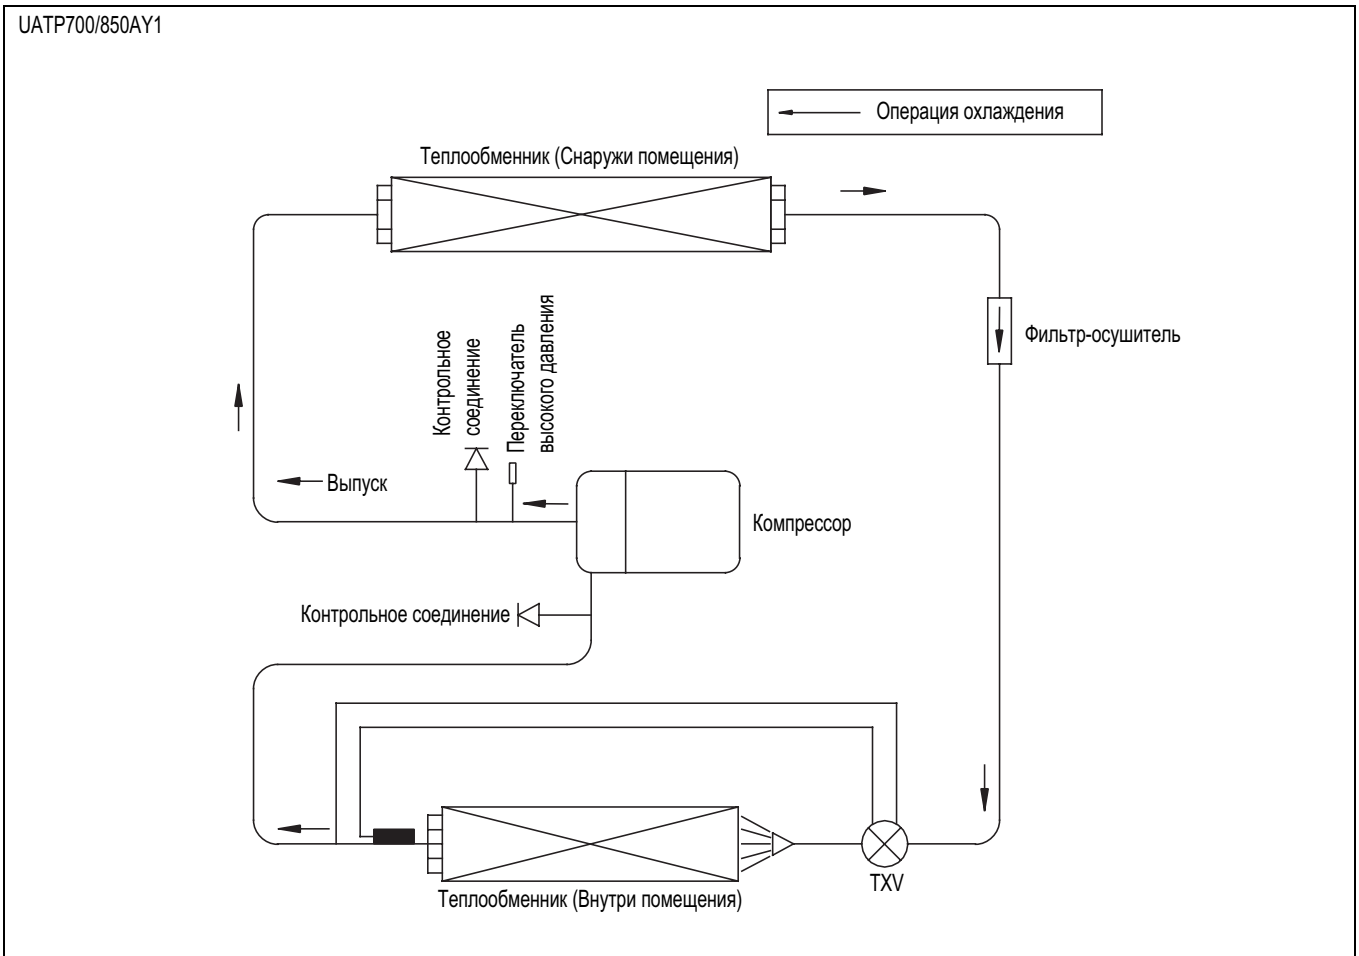 UATP700/850AY1
Операция охлаждения
Теплообменник (Снаружи помещения)
Фильтр-осушитель
Контрольное
соединение
Переключатель
высокого давления
Выпуск
Компрессор
Контрольное соединение
TXV
Теплообменник (Внутри помещения)